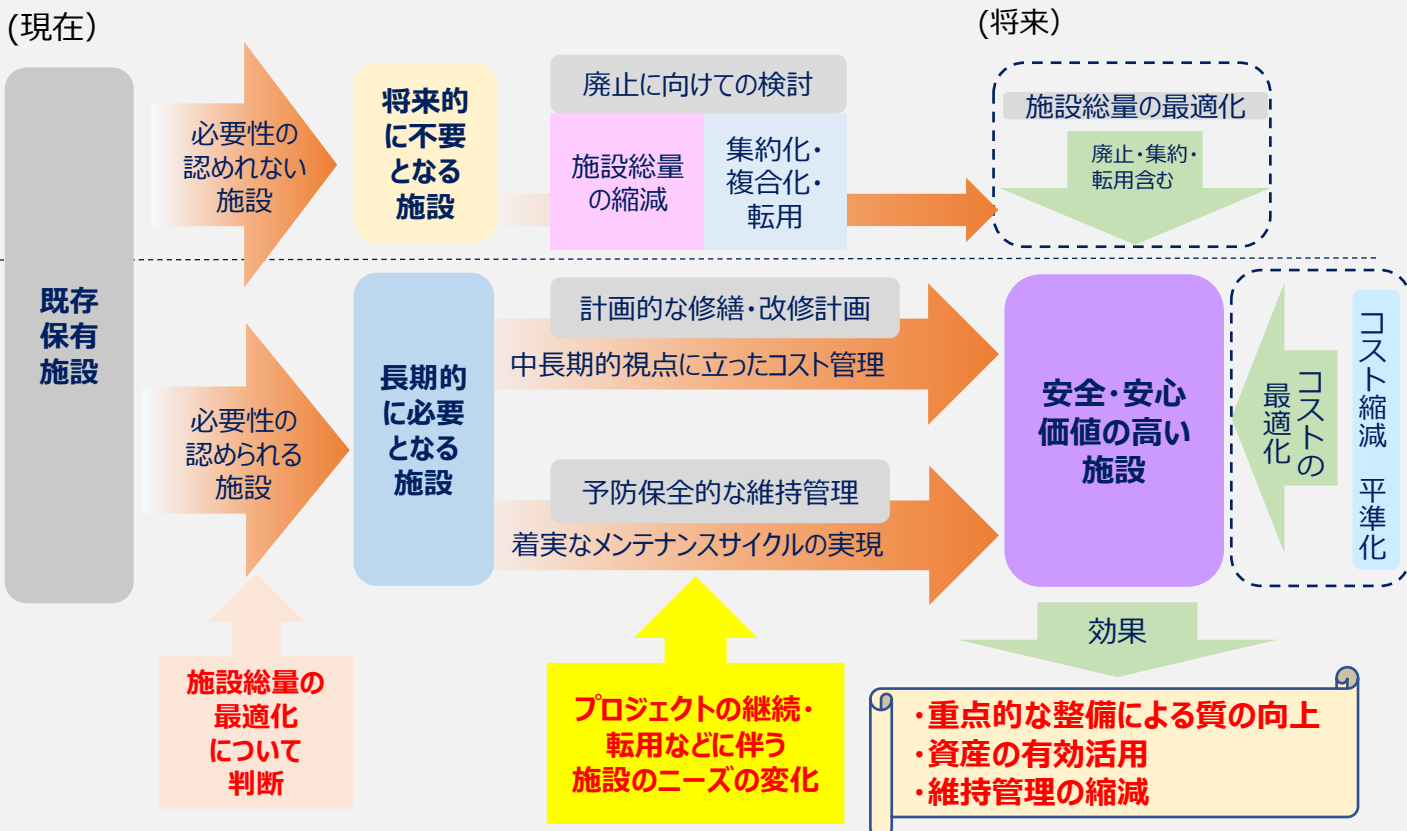 (現在）
(将来）
既存
保有
施設
必要性の
認めれない
施設
将来的
に不要
となる
施設
廃止に向けての検討
施設総量
の縮減
集約化・
複合化・
転用
施設総量の最適化
廃止・集約・
転用含む
必要性の
認められる
施設
長期的
に必要
となる
施設
計画的な修繕・改修計画
中長期的視点に立ったコスト管理
予防保全的な維持管理
着実なメンテナンスサイクルの実現
安全・安心
価値の高い
施設
コストの
最適化
コスト縮減　平準化
施設総量の
最適化
について
判断
プロジェクトの継続・
転用などに伴う
施設のニーズの変化
効果
・重点的な整備による質の向上
・資産の有効活用
・維持管理の縮減